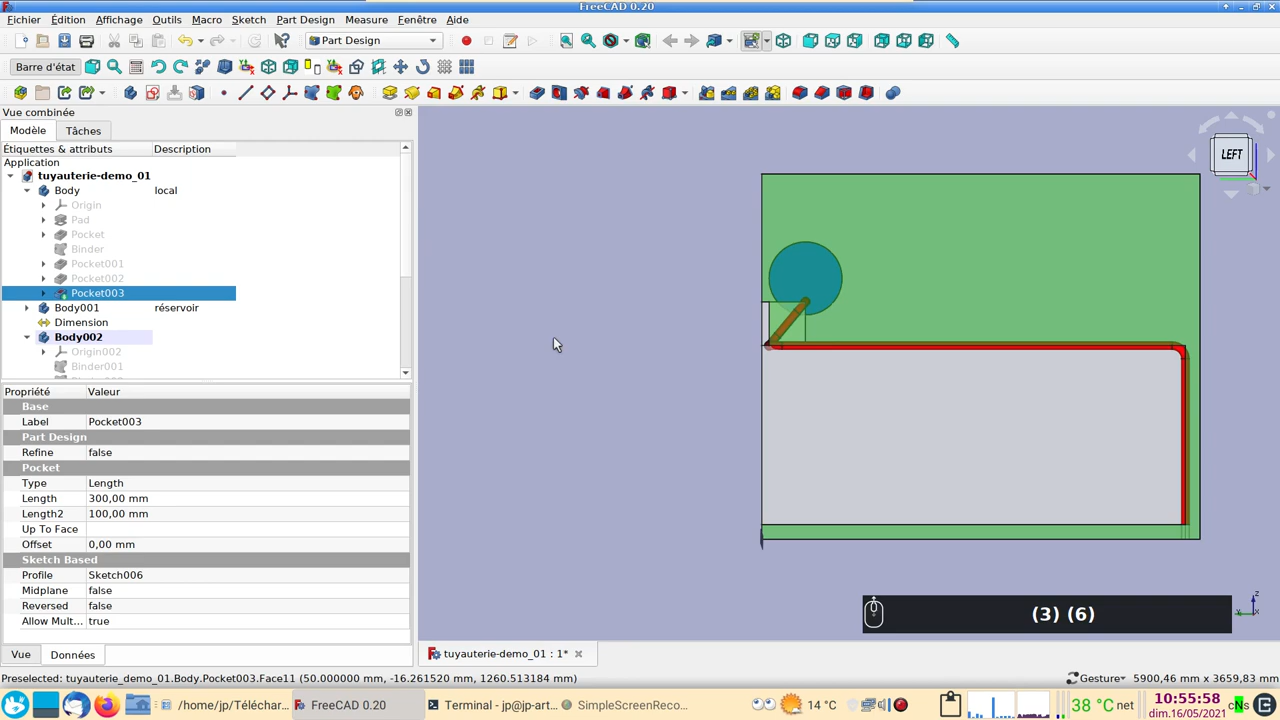 FreeCAD 0.20
Fichier Édition Affichage Outils Macro Sketch Part Design Measure Fenêtre Aide
Part Design
Barre d'état
Vue combinée
Modèle Tâches
Étiquettes & attributs Description
Application
tuyauterie-demo_01
Body local
Origin
Pad
Pocket
Binder
Pocket001
Pocket002
Pocket003
Body001 réservoir
Dimension
Body002
Origin002
Binder001
Propriété Valeur
Base
Label Pocket003
Part Design
Refine false
Pocket
Type Length
Length 300,00 mm
Length2 100,00 mm
Up To Face
Offset 0,00 mm
Sketch Based
Profile Sketch006
Midplane false
Reversed false
Allow Mult... true
Vue Données
LEFT
z
Y
x
(3) (6)
tuyauterie-demo_01 : 1*
Preselected: tuyauterie_demo_01.Body.Pocket003.Face11 (50.000000 mm, -16.261520 mm, 1260.513184 mm)
Gesture 5900,46 mm x 3659,83 mm
/home/jp/Téléchar... FreeCAD 0.20 Terminal - jp@jp-art... SimpleScreenReco... 14 °C 38 °C net 10:55:58
dim.16/05/2021
cNs